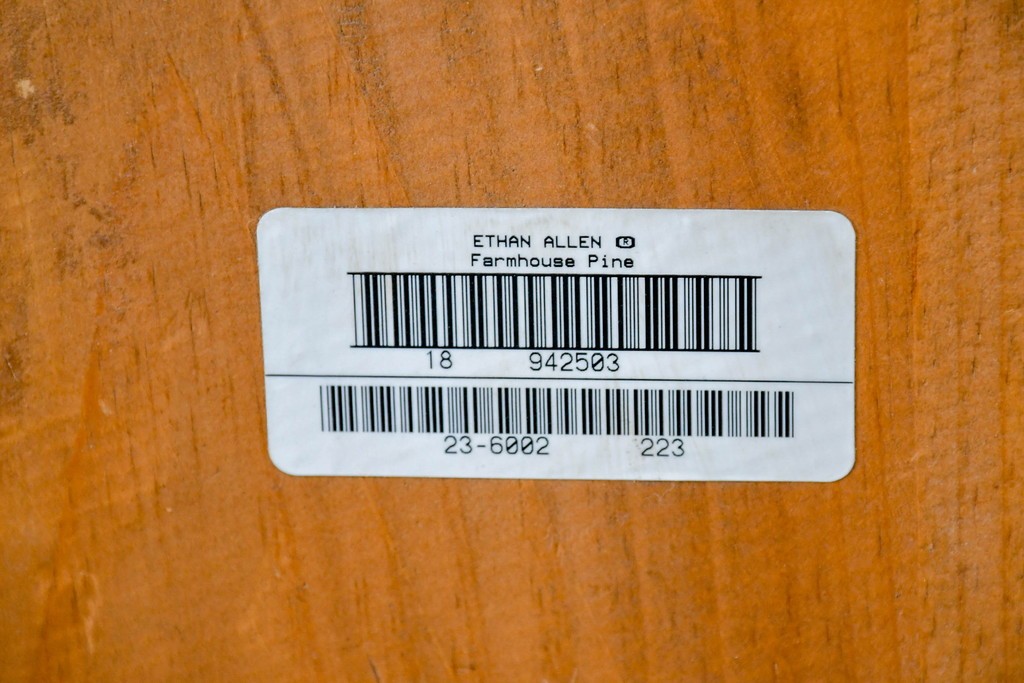 ETHAN ALLEN ®
Farmhouse Pine
18 942503
23-6002 223